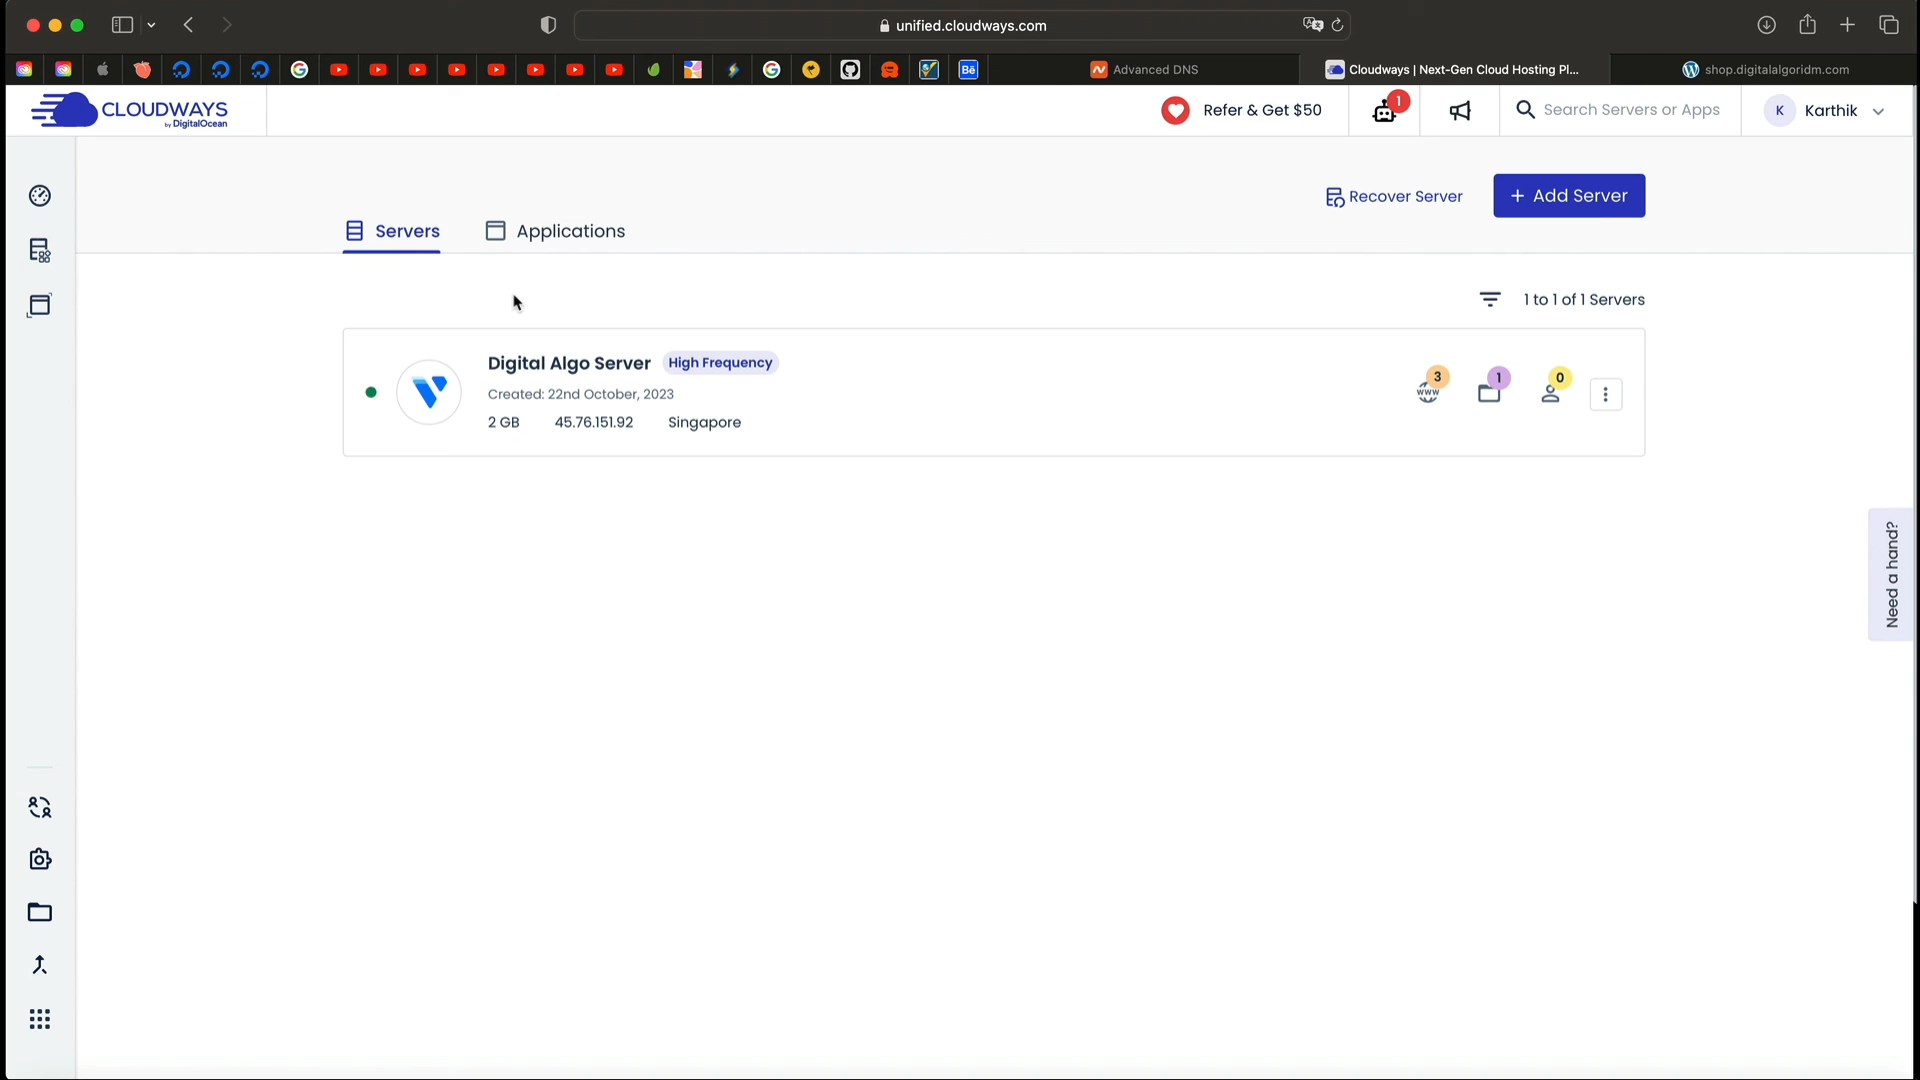 unified.cloudways.com
Bē
Advanced DNS
Cloudways | Next-Gen Cloud Hosting Pl...
shop.digitalalgoridm.com
CLOUDWAYS
by DigitalOcean
Refer & Get $50
1
Search Servers or Apps
K
Karthik
Recover Server
+ Add Server
Servers
Applications
1 to 1 of 1 Servers
Digital Algo Server
High Frequency
Created: 22nd October, 2023
2 GB
45.76.151.92
Singapore
3
www
1
0
Need a hand?